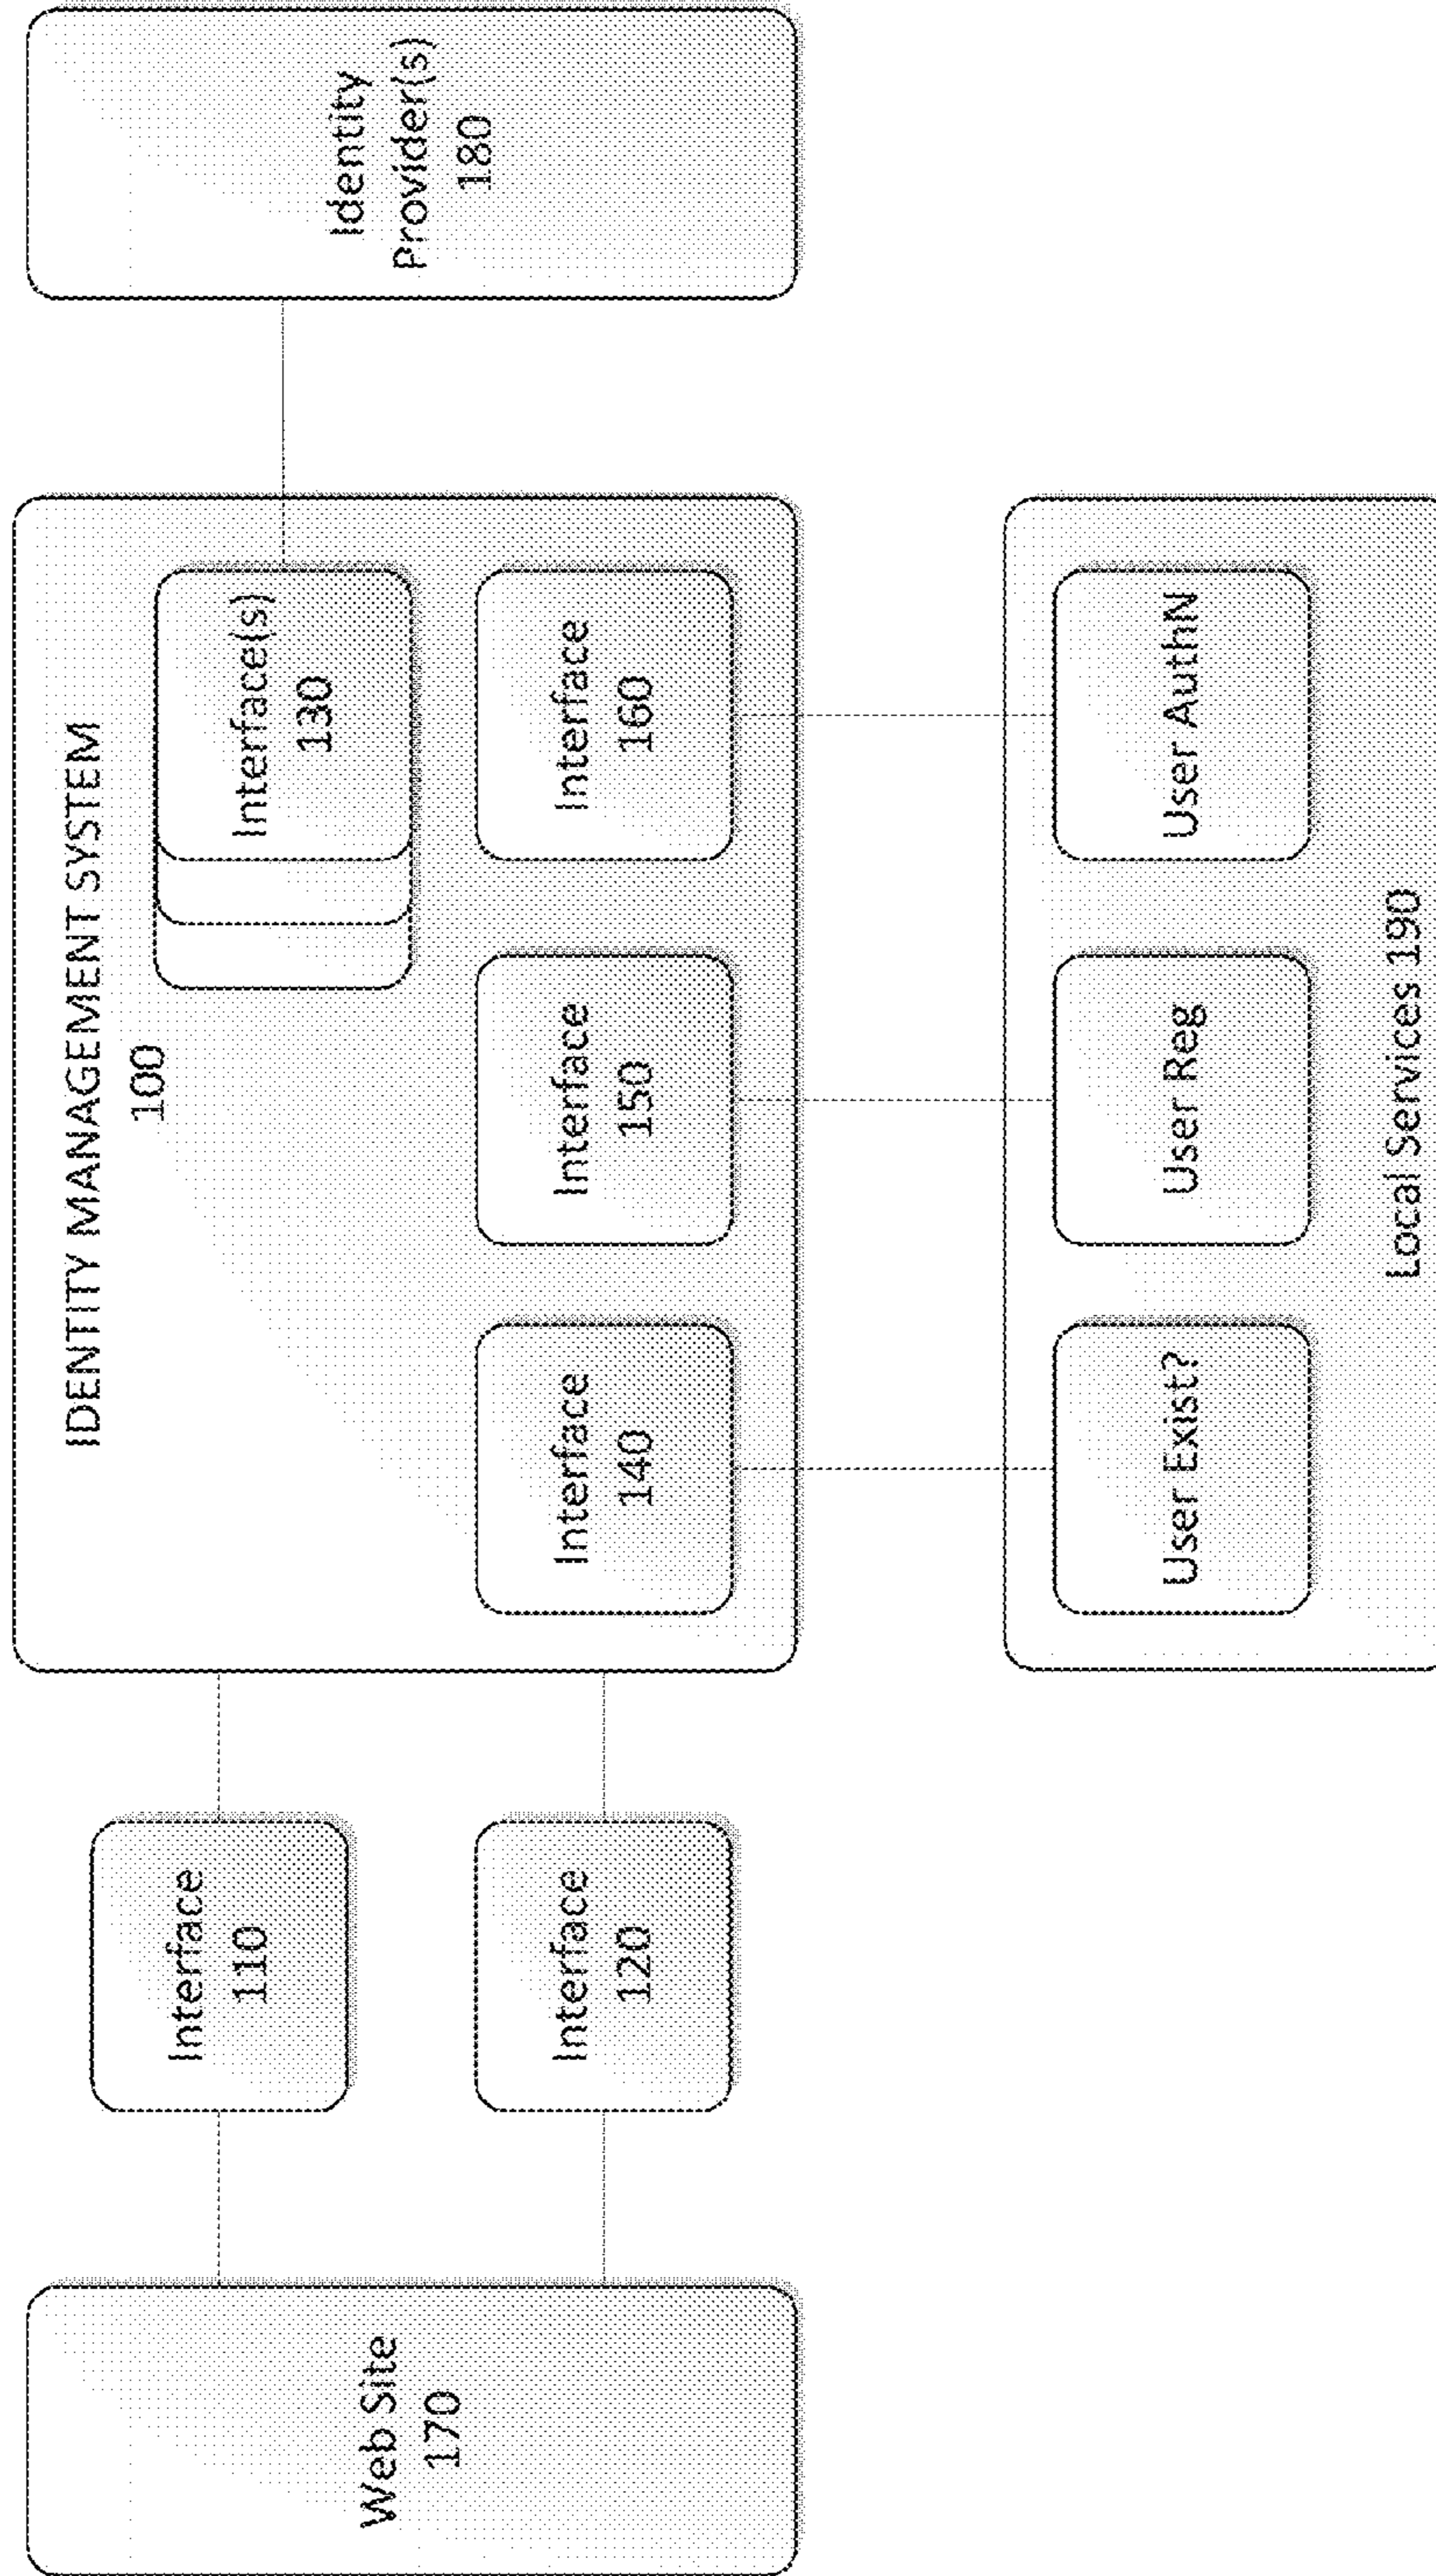 IDENTITY MANAGEMENT SYSTEM
100
Web Site
170
Interface
110
Interface
120
Interface(s)
130
Interface
140
Interface
150
Interface
160
Identity
Provider(s)
180
User Exist?
User Reg
User AuthN
Local Services 190